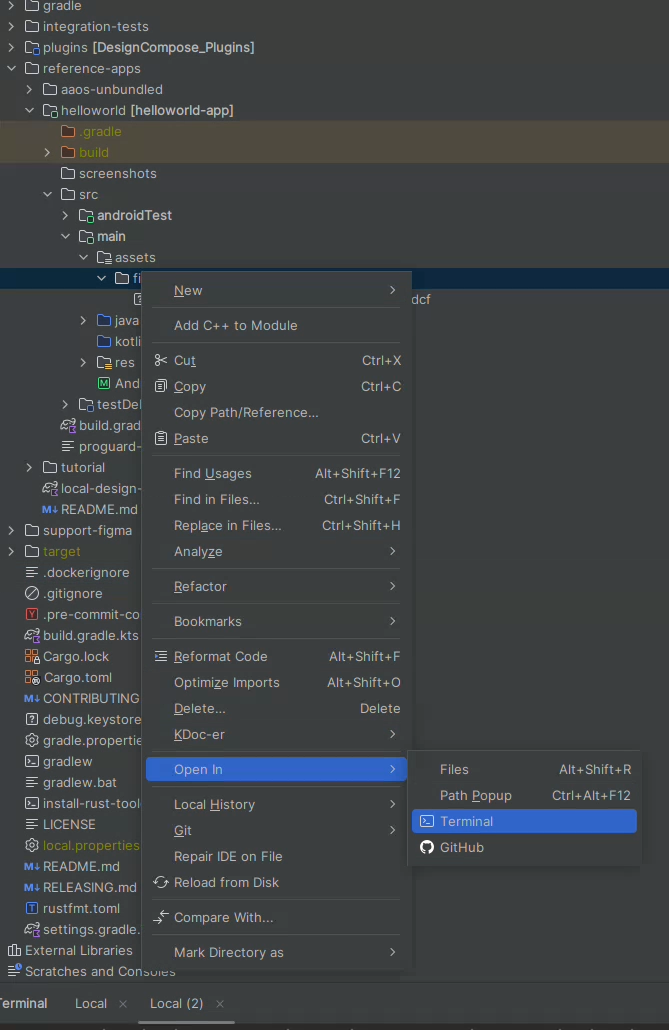 gradle
integration-tests
plugins [DesignCompose_Plugins]
reference-apps
aaos-unbundled
helloworld [helloworld-app]
.gradle
build
screenshots
src
androidTest
main
assets
fi
dcf
java
kotli
res
And
testDe
build.grad
proguard-
tutorial
local-design-
README.md
support-figma
target
.dockerignore
.gitignore
.pre-commit-co
build.gradle.kts
Cargo.lock
Cargo.toml
CONTRIBUTING
debug.keystore
gradle.propertie
gradlew
gradlew.bat
install-rust-tool
LICENSE
local.properties
README.md
RELEASING.md
rustfmt.toml
settings.gradle.
External Libraries
Scratches and Consoles
New
Add C++ to Module
Cut Ctrl+X
Copy Ctrl+C
Copy Path/Reference...
Paste Ctrl+V
Find Usages Alt+Shift+F12
Find in Files... Ctrl+Shift+F
Replace in Files... Ctrl+Shift+H
Analyze
Refactor
Bookmarks
Reformat Code Alt+Shift+F
Optimize Imports Alt+Shift+O
Delete... Delete
KDoc-er
Open In
Local History
Git
Repair IDE on File
Reload from Disk
Compare With...
Mark Directory as
Files Alt+Shift+R
Path Popup Ctrl+Alt+F12
Terminal
GitHub
Terminal Local Local (2)